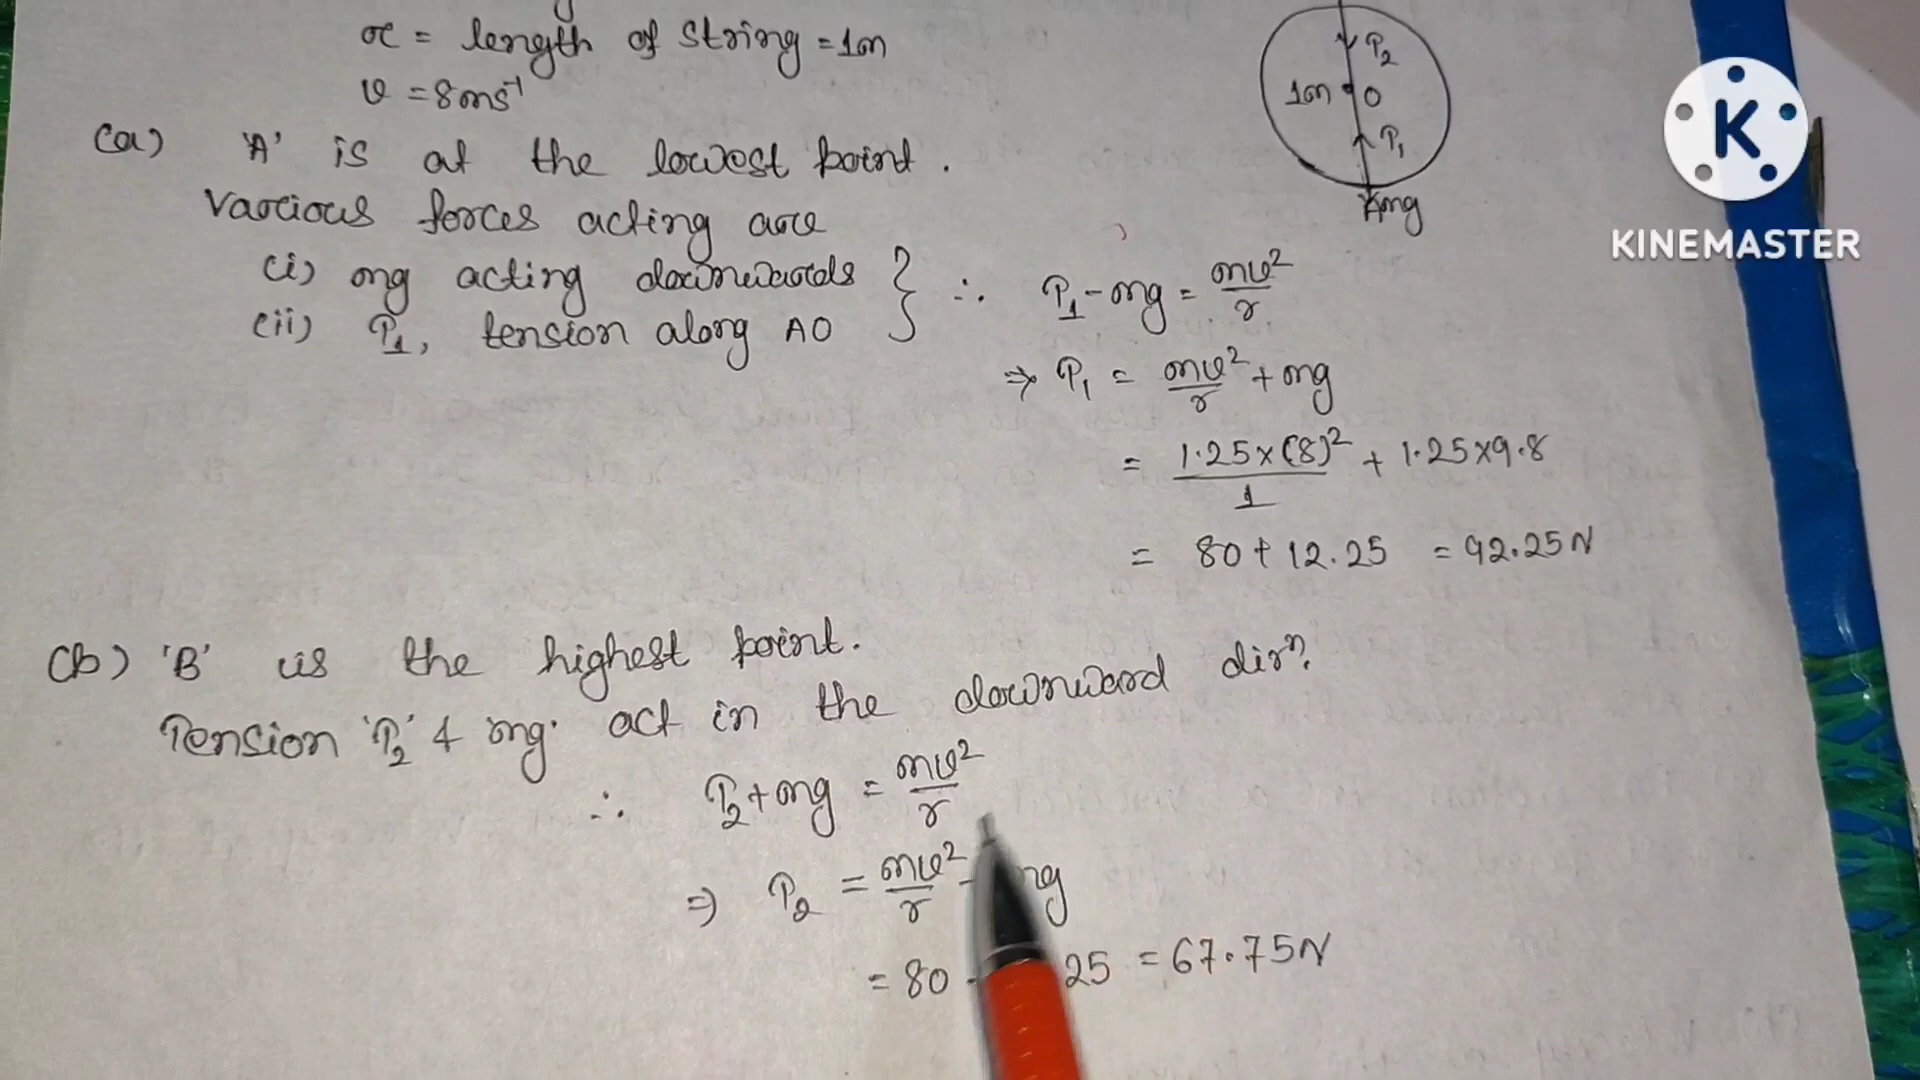 r = length of string = 1m
v = 8ms⁻¹
(a) 'A' is at the lowest point.
Various forces acting are
(i) mg acting downwards
(ii) P₁, tension along AO
∴ P₁ - mg = mv²/r
⇒ P₁ = mv²/r + mg
= 1.25×(8)²/1 + 1.25×9.8
= 80 + 12.25 = 92.25N
(b) 'B' is the highest point.
Tension 'P₂' & 'mg' act in the downward dirⁿ.
∴ P₂ + mg = mv²/r
⇒ P₂ = mv²/r - mg
= 80 - 25 = 67.75N
P₂
1m O
P₁
A mg
K
KINEMASTER